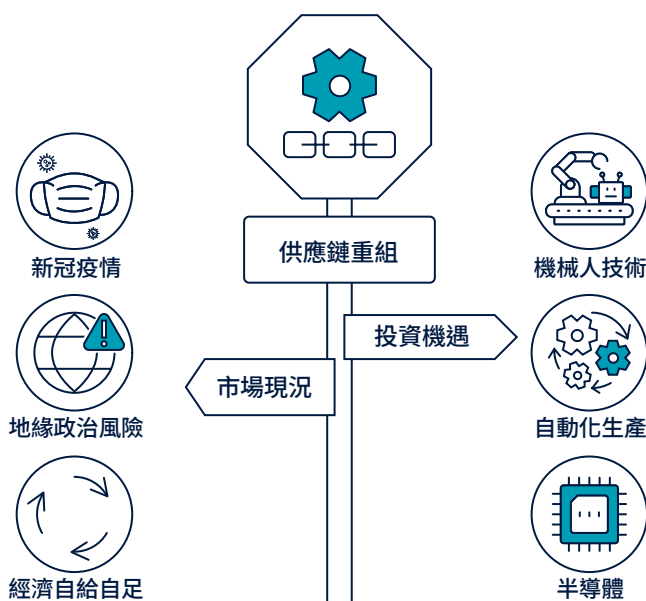 供應鏈重組
投資機遇
市場現況
新冠疫情
地緣政治風險
經濟自給自足
機械人技術
自動化生產
半導體